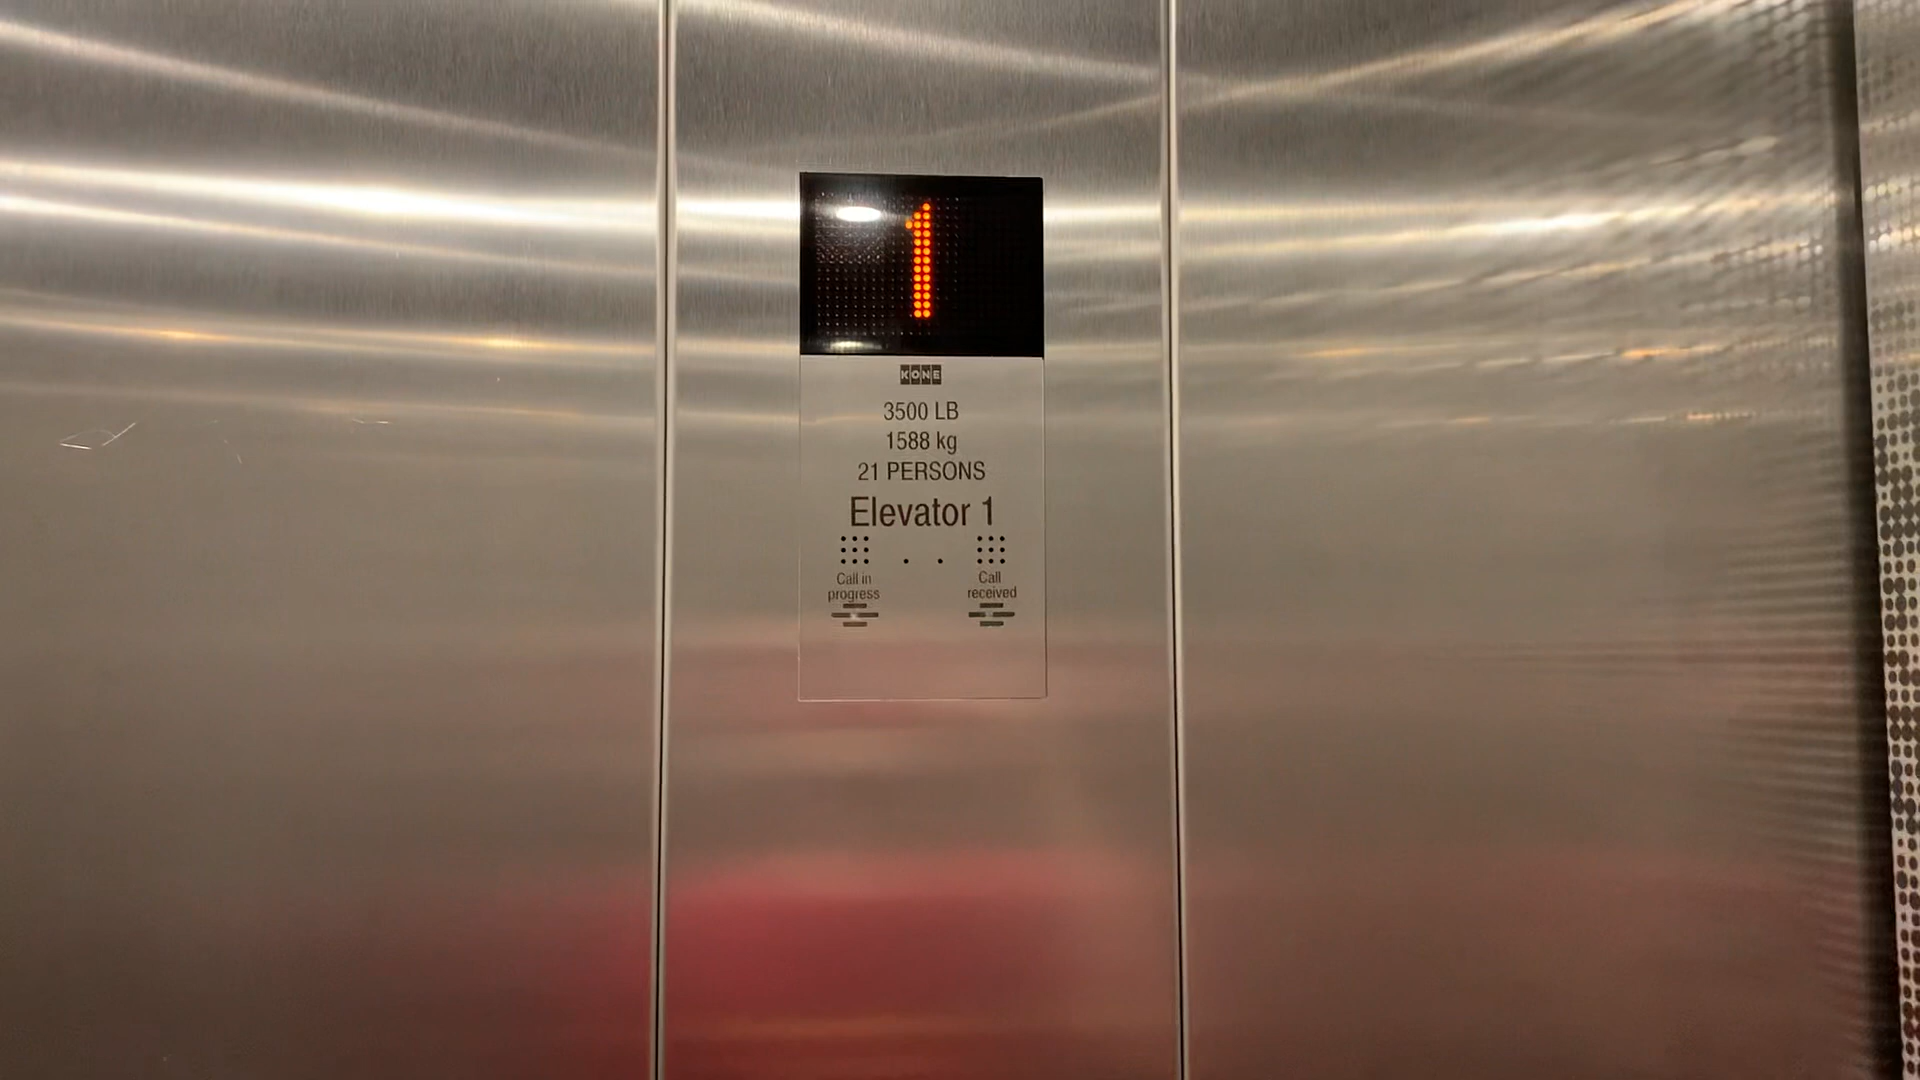 1
KONE
3500 LB
1588 kg
21 PERSONS
Elevator 1
Call in
progress
Call
received